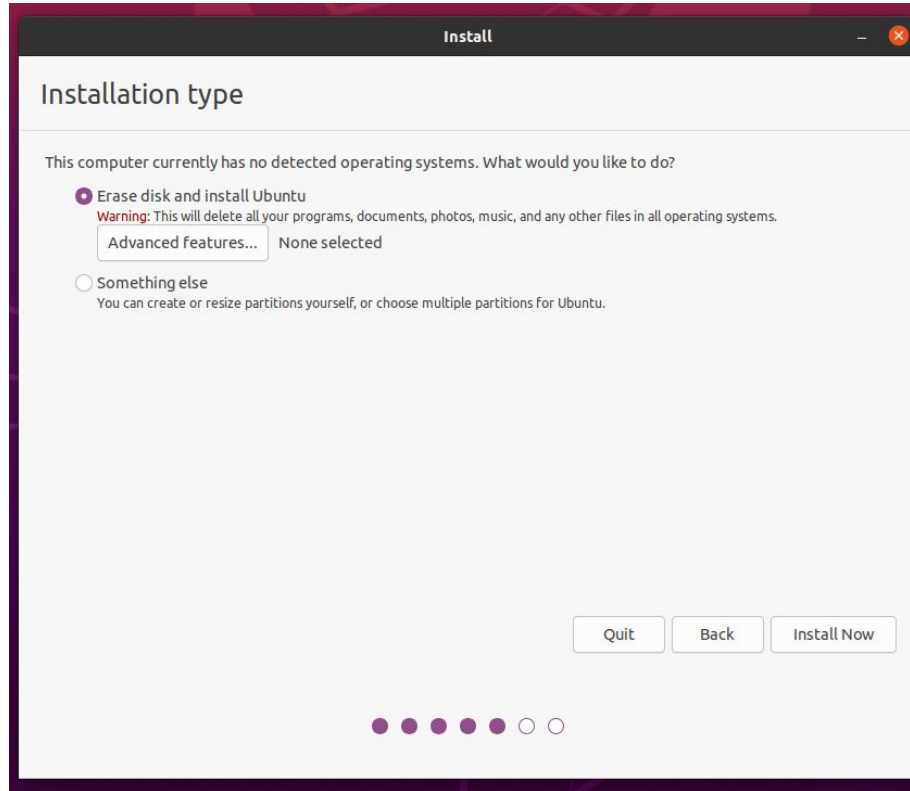 Install
Installation type
This computer currently has no detected operating systems. What would you like to do?
Erase disk and install Ubuntu
Warning: This will delete all your programs, documents, photos, music, and any other files in all operating systems.
Advanced features... None selected
Something else
You can create or resize partitions yourself, or choose multiple partitions for Ubuntu.
Quit Back Install Now